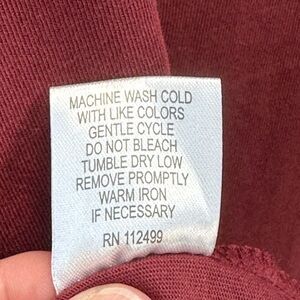 MACHINE WASH COLD
WITH LIKE COLORS
GENTLE CYCLE
DO NOT BLEACH
TUMBLE DRY LOW
REMOVE PROMPTLY
WARM IRON
IF NECESSARY
RN 112499